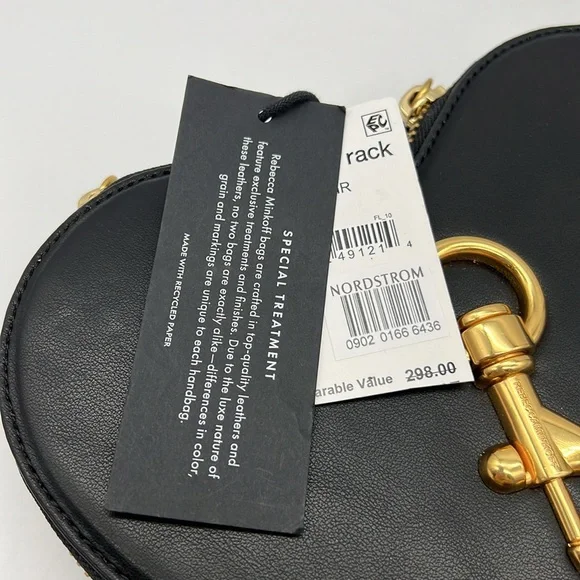 SPECIAL TREATMENT
Rebecca Minkoff bags are crafted in top-quality leathers and
feature exclusive treatments and finishes. Due to the luxe nature of
these leathers, no two bags are exactly alike—differences in color,
grain and markings are unique to each handbag.
MADE WITH RECYCLED PAPER
rack
R
FL_10
49121 4
NORDSTROM
0902 0166 6436
arable Value 298.00